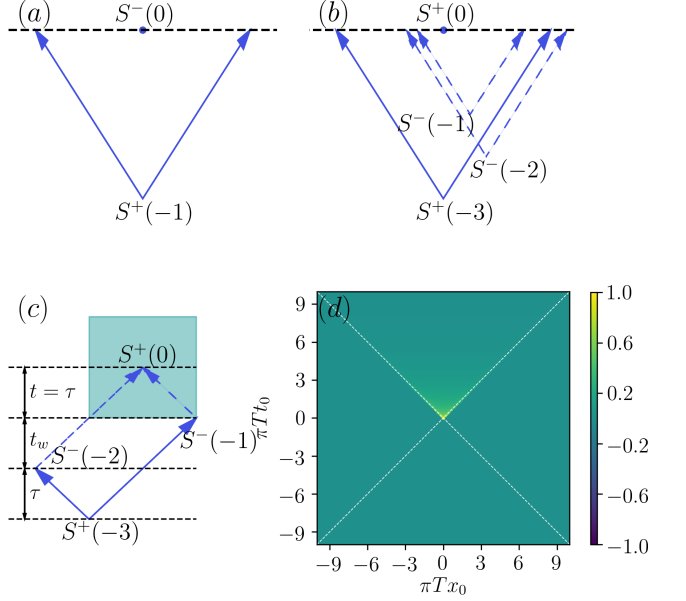 (a)
S⁻(0)
S⁺(−1)
(b)
S⁺(0)
S⁻(−1)
S⁻(−2)
S⁺(−3)
(c)
S⁺(0)
t = τ
S⁻(−1)
t_w
S⁻(−2)
τ
S⁺(−3)
(d)
πTt₀
9
6
3
0
−3
−6
−9
−9 −6 −3 0 3 6 9
πTx₀
1.0
0.6
0.2
−0.2
−0.6
−1.0